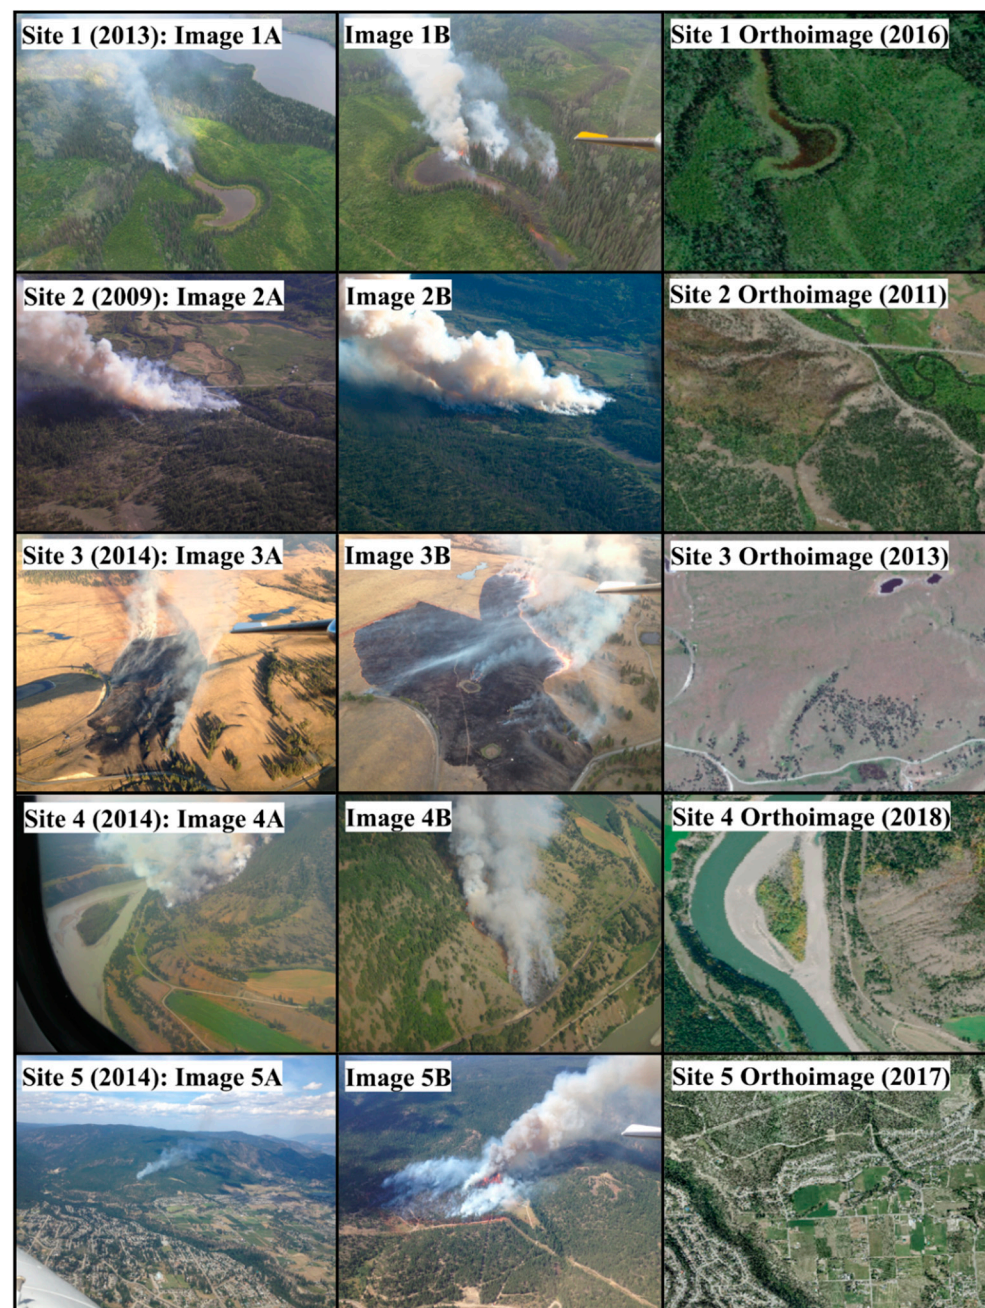 Site 1 (2013): Image 1A
Image 1B
Site 1 Orthoimage (2016)
Site 2 (2009): Image 2A
Image 2B
Site 2 Orthoimage (2011)
Site 3 (2014): Image 3A
Image 3B
Site 3 Orthoimage (2013)
Site 4 (2014): Image 4A
Image 4B
Site 4 Orthoimage (2018)
Site 5 (2014): Image 5A
Image 5B
Site 5 Orthoimage (2017)